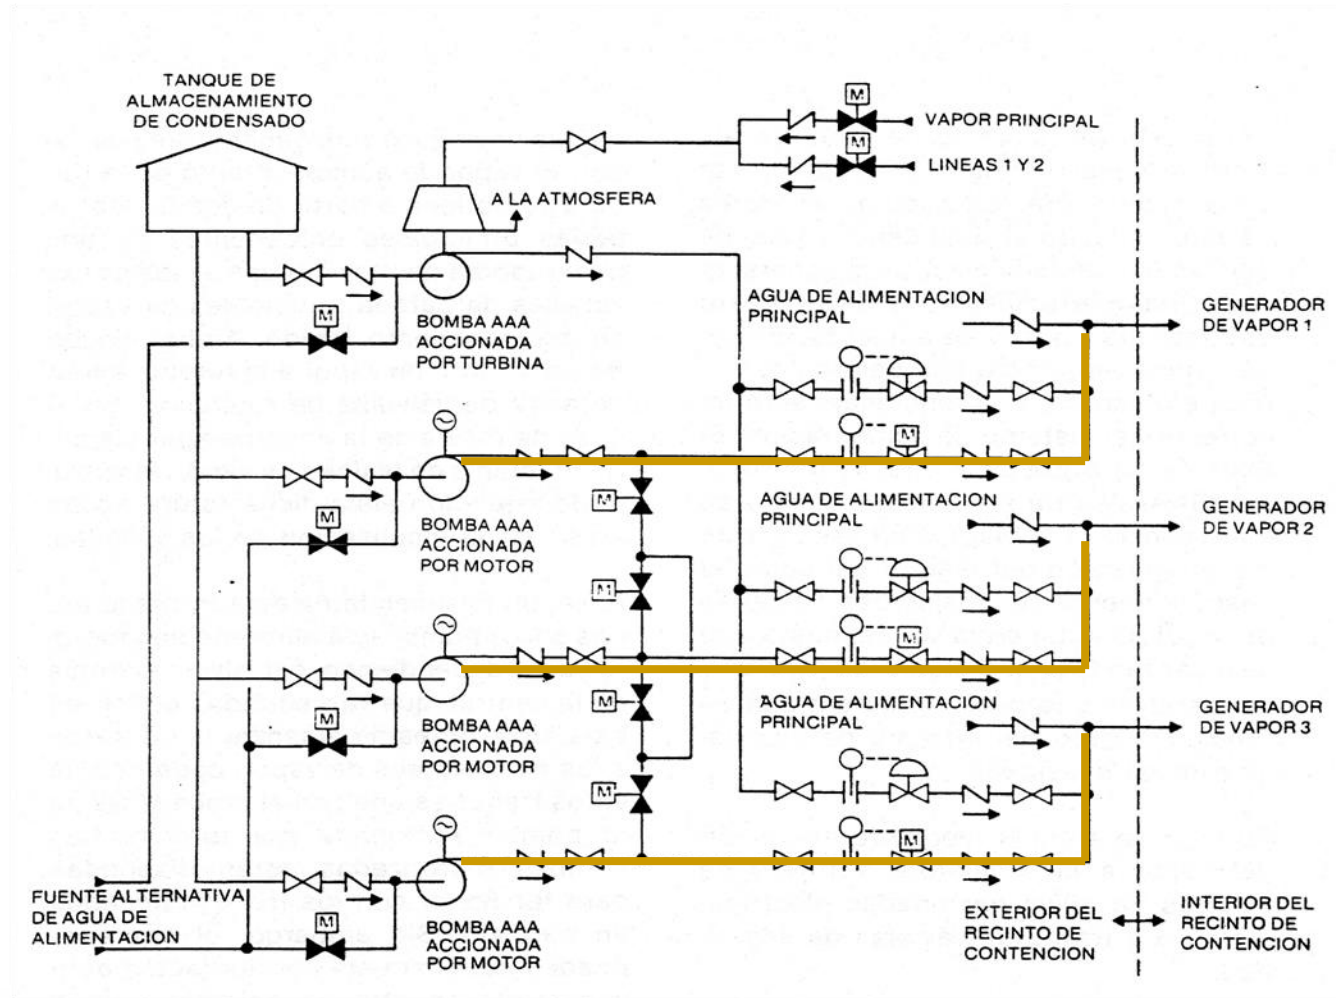 TANQUE DE
ALMACENAMIENTO
DE CONDENSADO
M
VAPOR PRINCIPAL
M
LINEAS 1 Y 2
A LA ATMOSFERA
AGUA DE ALIMENTACION
PRINCIPAL
GENERADOR
DE VAPOR 1
M
BOMBA AAA
ACCIONADA
POR TURBINA
M
AGUA DE ALIMENTACION
PRINCIPAL
GENERADOR
DE VAPOR 2
M
M
BOMBA AAA
ACCIONADA
POR MOTOR
M
M
AGUA DE ALIMENTACION
PRINCIPAL
GENERADOR
DE VAPOR 3
M
M
BOMBA AAA
ACCIONADA
POR MOTOR
M
M
FUENTE ALTERNATIVA
DE AGUA DE
ALIMENTACION
M
BOMBA AAA
ACCIONADA
POR MOTOR
EXTERIOR DEL
RECINTO DE
CONTENCION
INTERIOR DEL
RECINTO DE
CONTENCION